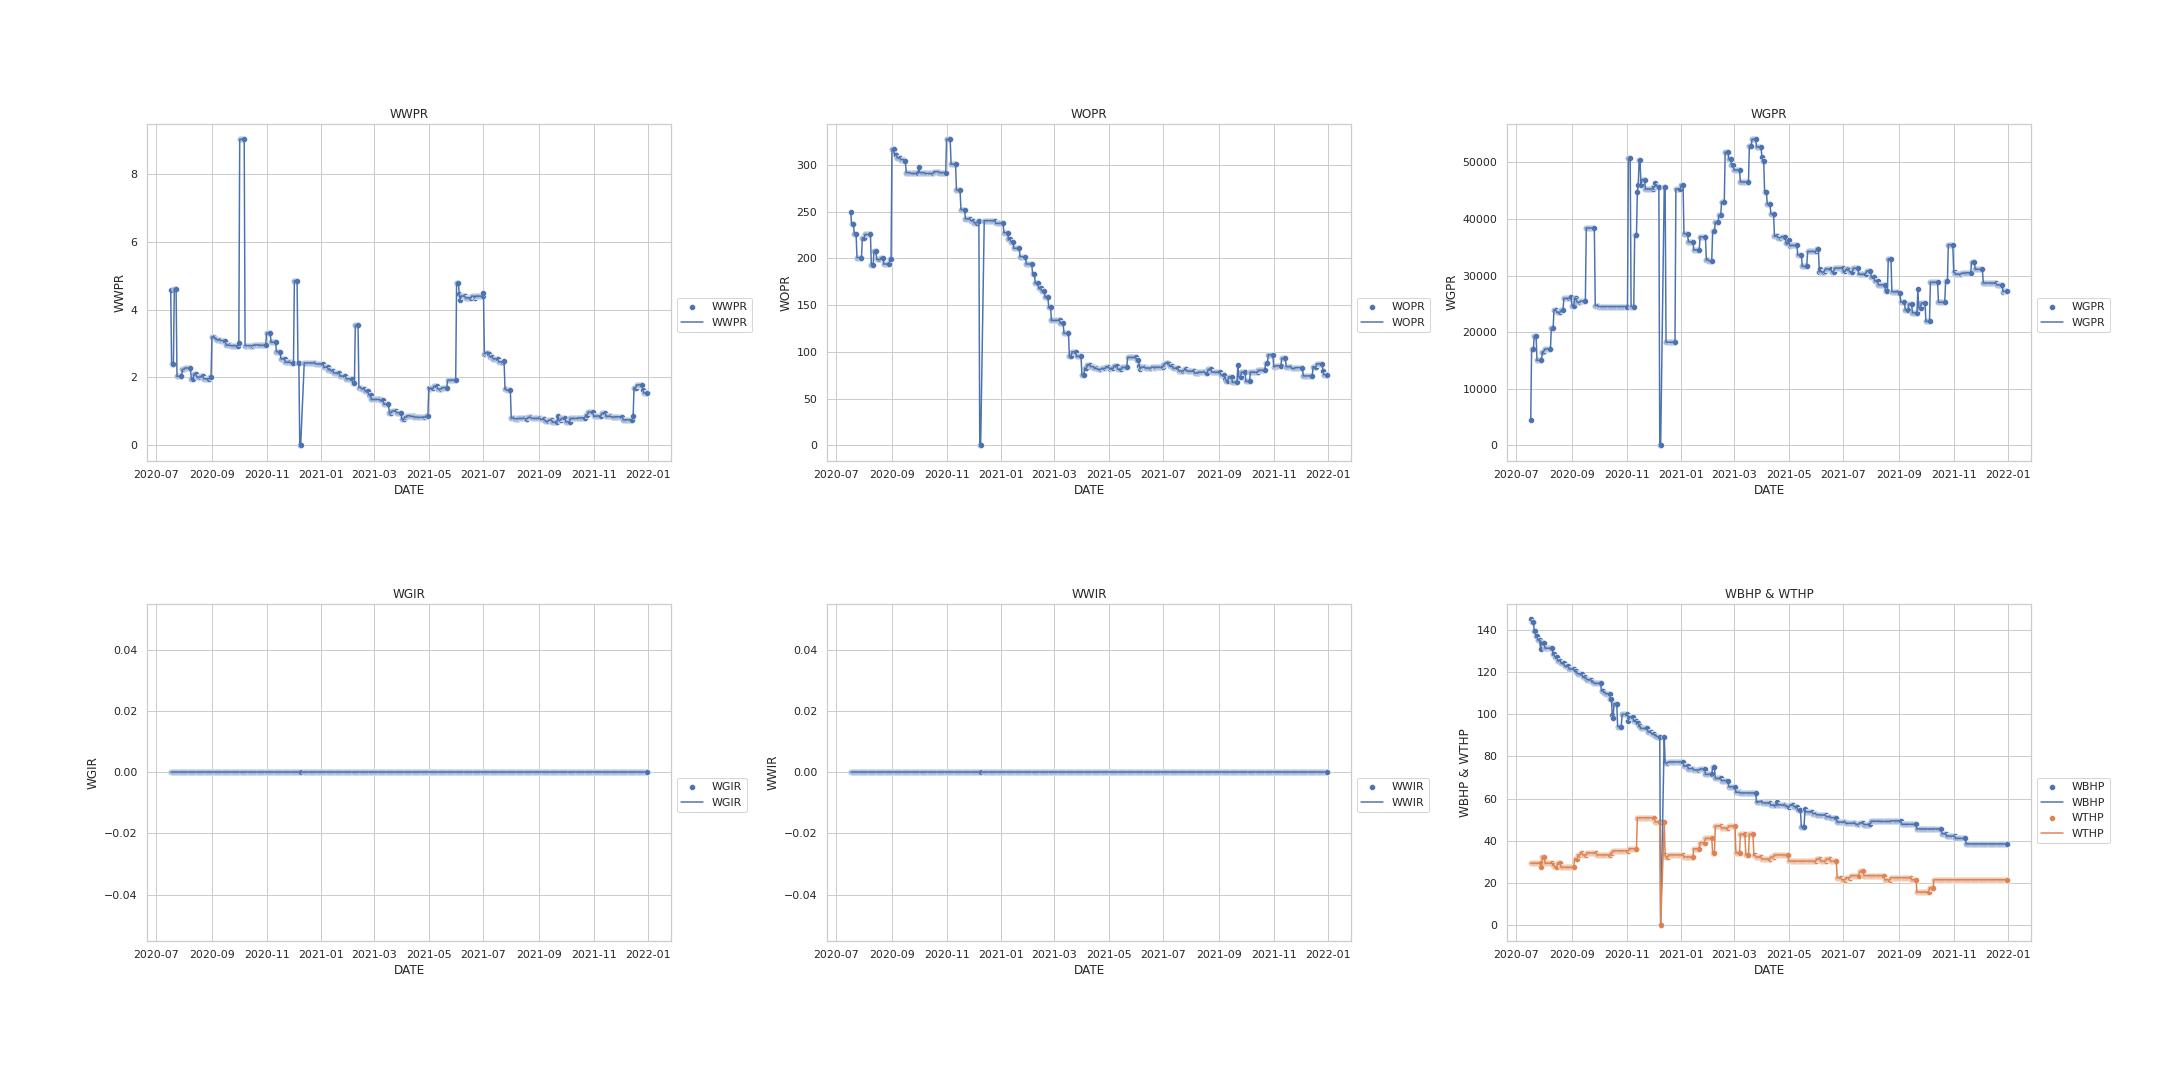 WWPR
WWPR
8
6
4
2
0
2020-07 2020-09 2020-11 2021-01 2021-03 2021-05 2021-07 2021-09 2021-11 2022-01
DATE
WWPR
WWPR
WOPR
WOPR
300
250
200
150
100
50
0
2020-07 2020-09 2020-11 2021-01 2021-03 2021-05 2021-07 2021-09 2021-11 2022-01
DATE
WOPR
WOPR
WGPR
WGPR
50000
40000
30000
20000
10000
0
2020-07 2020-09 2020-11 2021-01 2021-03 2021-05 2021-07 2021-09 2021-11 2022-01
DATE
WGPR
WGPR
WGIR
WGIR
0.04
0.02
0.00
−0.02
−0.04
2020-07 2020-09 2020-11 2021-01 2021-03 2021-05 2021-07 2021-09 2021-11 2022-01
DATE
WGIR
WGIR
WWIR
WWIR
0.04
0.02
0.00
−0.02
−0.04
2020-07 2020-09 2020-11 2021-01 2021-03 2021-05 2021-07 2021-09 2021-11 2022-01
DATE
WWIR
WWIR
WBHP & WTHP
WBHP & WTHP
140
120
100
80
60
40
20
0
2020-07 2020-09 2020-11 2021-01 2021-03 2021-05 2021-07 2021-09 2021-11 2022-01
DATE
WBHP
WBHP
WTHP
WTHP